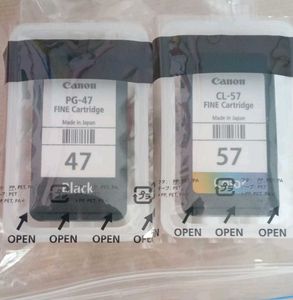 Canon
PG-47
FINE Cartridge
Made in Japan
47
Black
OPEN OPEN OPEN OPEN
Canon
CL-57
FINE Cartridge
Made in Japan
57
OPEN OPEN OPEN